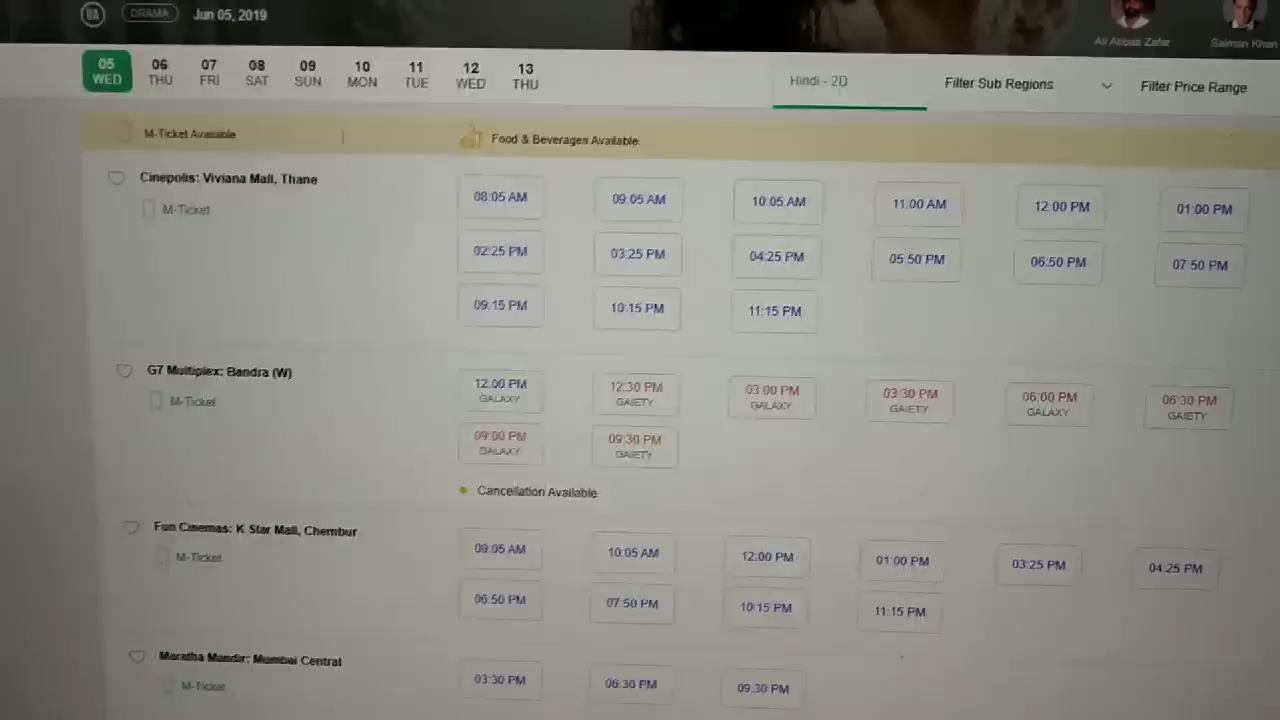 UA DRAMA Jun 05, 2019
Ali Abbas Zafar Salman Khan
05 06 07 08 09 10 11 12 13
WED THU FRI SAT SUN MON TUE WED THU
Hindi - 2D Filter Sub Regions Filter Price Range
M-Ticket Available | Food & Beverages Available
Cinepolis: Viviana Mall, Thane
M-Ticket
08:05 AM 09:05 AM 10:05 AM 11:00 AM 12:00 PM 01:00 PM
02:25 PM 03:25 PM 04:25 PM 05:50 PM 06:50 PM 07:50 PM
09:15 PM 10:15 PM 11:15 PM
G7 Multiplex: Bandra (W)
M-Ticket
12:00 PM 12:30 PM 03:00 PM 03:30 PM 06:00 PM 06:30 PM
GALAXY GAIETY GALAXY GAIETY GALAXY GAIETY
09:00 PM 09:30 PM
GALAXY GAIETY
Cancellation Available
Fun Cinemas: K Star Mall, Chembur
M-Ticket
09:05 AM 10:05 AM 12:00 PM 01:00 PM 03:25 PM 04:25 PM
06:50 PM 07:50 PM 10:15 PM 11:15 PM
Maratha Mandir: Mumbai Central
M-Ticket
03:30 PM 06:30 PM 09:30 PM